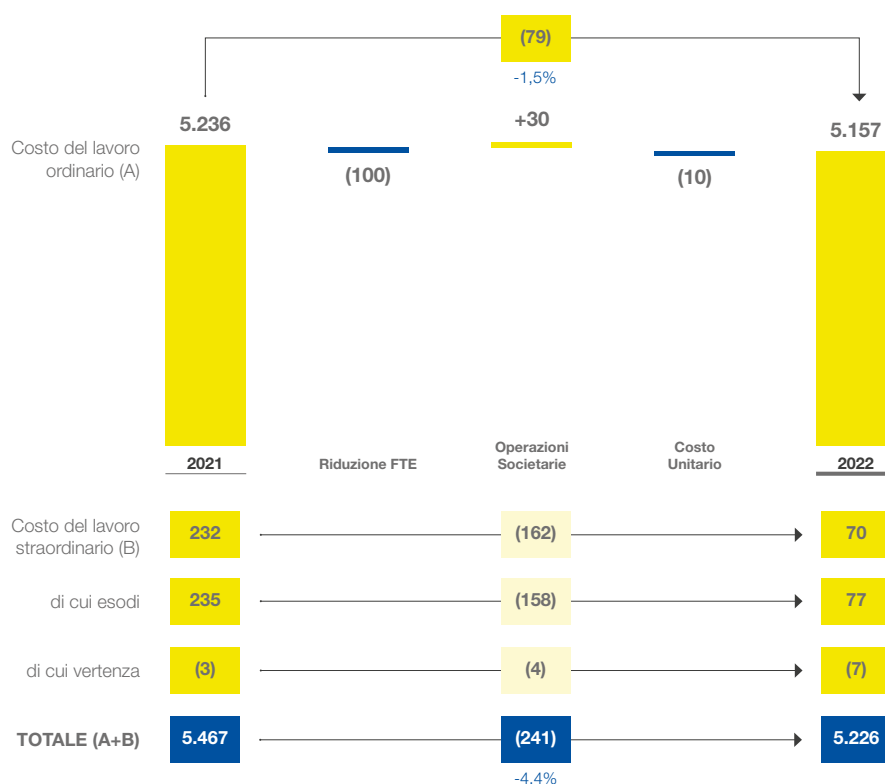 (79)
-1,5%
Costo del lavoro
ordinario (A)
5.236
(100)
+30
(10)
5.157
2021
Riduzione FTE
Operazioni
Societarie
Costo
Unitario
2022
Costo del lavoro
straordinario (B)
232
(162)
70
di cui esodi
235
(158)
77
di cui vertenza
(3)
(4)
(7)
TOTALE (A+B)
5.467
(241)
5.226
-4,4%